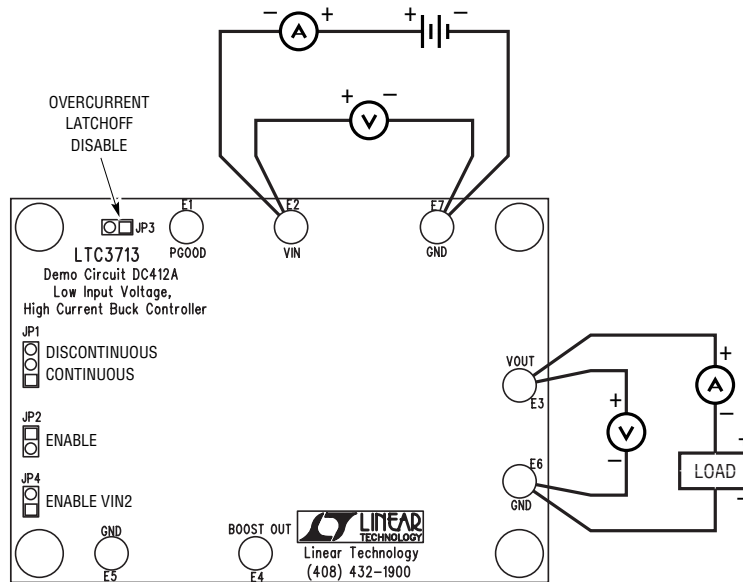 − A + + −
+ V −
OVERCURRENT
LATCHOFF
DISABLE
JP3
E1
PGOOD
E2
VIN
E7
GND
LTC3713
Demo Circuit DC412A
Low Input Voltage,
High Current Buck Controller
JP1
DISCONTINUOUS
CONTINUOUS
JP2
ENABLE
JP4
ENABLE VIN2
GND
E5
BOOST OUT
E4
LINEAR
TECHNOLOGY
Linear Technology
(408) 432-1900
VOUT
E3
E6
GND
+
V
−
+
A
−
LOAD